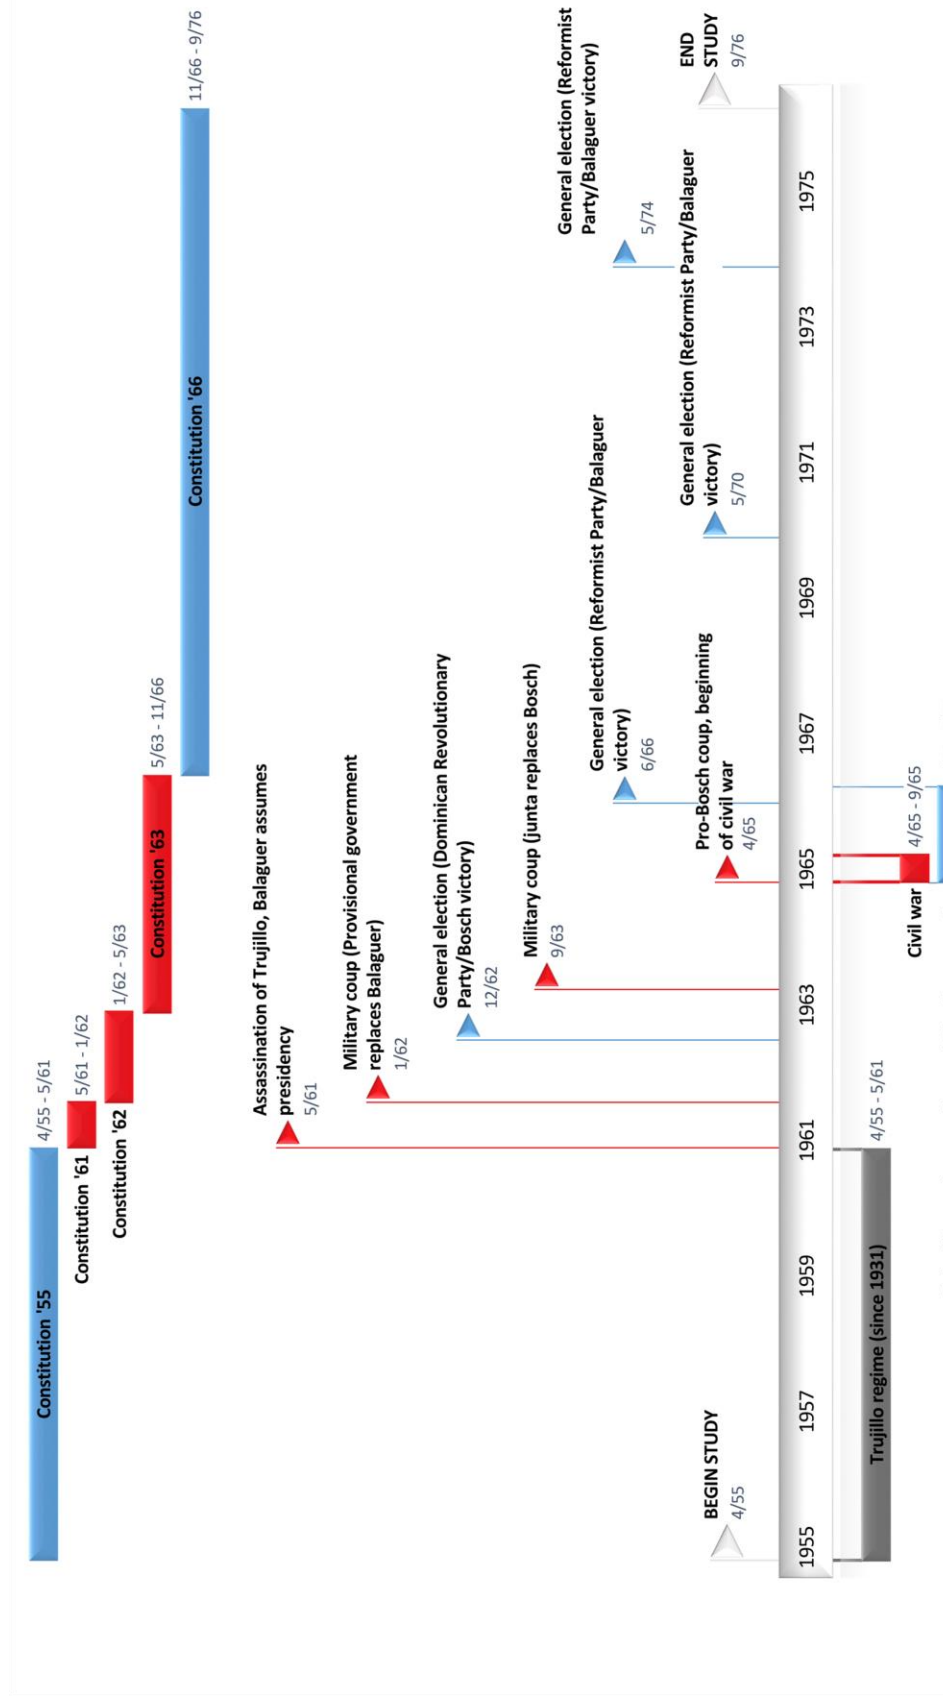 Constitution '55
4/55 - 5/61
Constitution '61
5/61 - 1/62
Constitution '62
1/62 - 5/63
Constitution '63
5/63 - 11/66
Constitution '66
11/66 - 9/76
Assassination of Trujillo, Balaguer assumes
presidency
5/61
Military coup (Provisional government
replaces Balaguer)
1/62
General election (Dominican Revolutionary
Party/Bosch victory)
12/62
Military coup (junta replaces Bosch)
9/63
General election (Reformist Party/Balaguer
victory)
6/66
General election (Reformist
Party/Balaguer victory)
5/74
BEGIN STUDY
4/55
Pro-Bosch coup, beginning
of civil war
4/65
General election (Reformist Party/Balaguer
victory)
5/70
END
STUDY
9/76
1955 1957 1959 1961 1963 1965 1967 1969 1971 1973 1975
Trujillo regime (since 1931)
4/55 - 5/61
Civil war
4/65 - 9/65